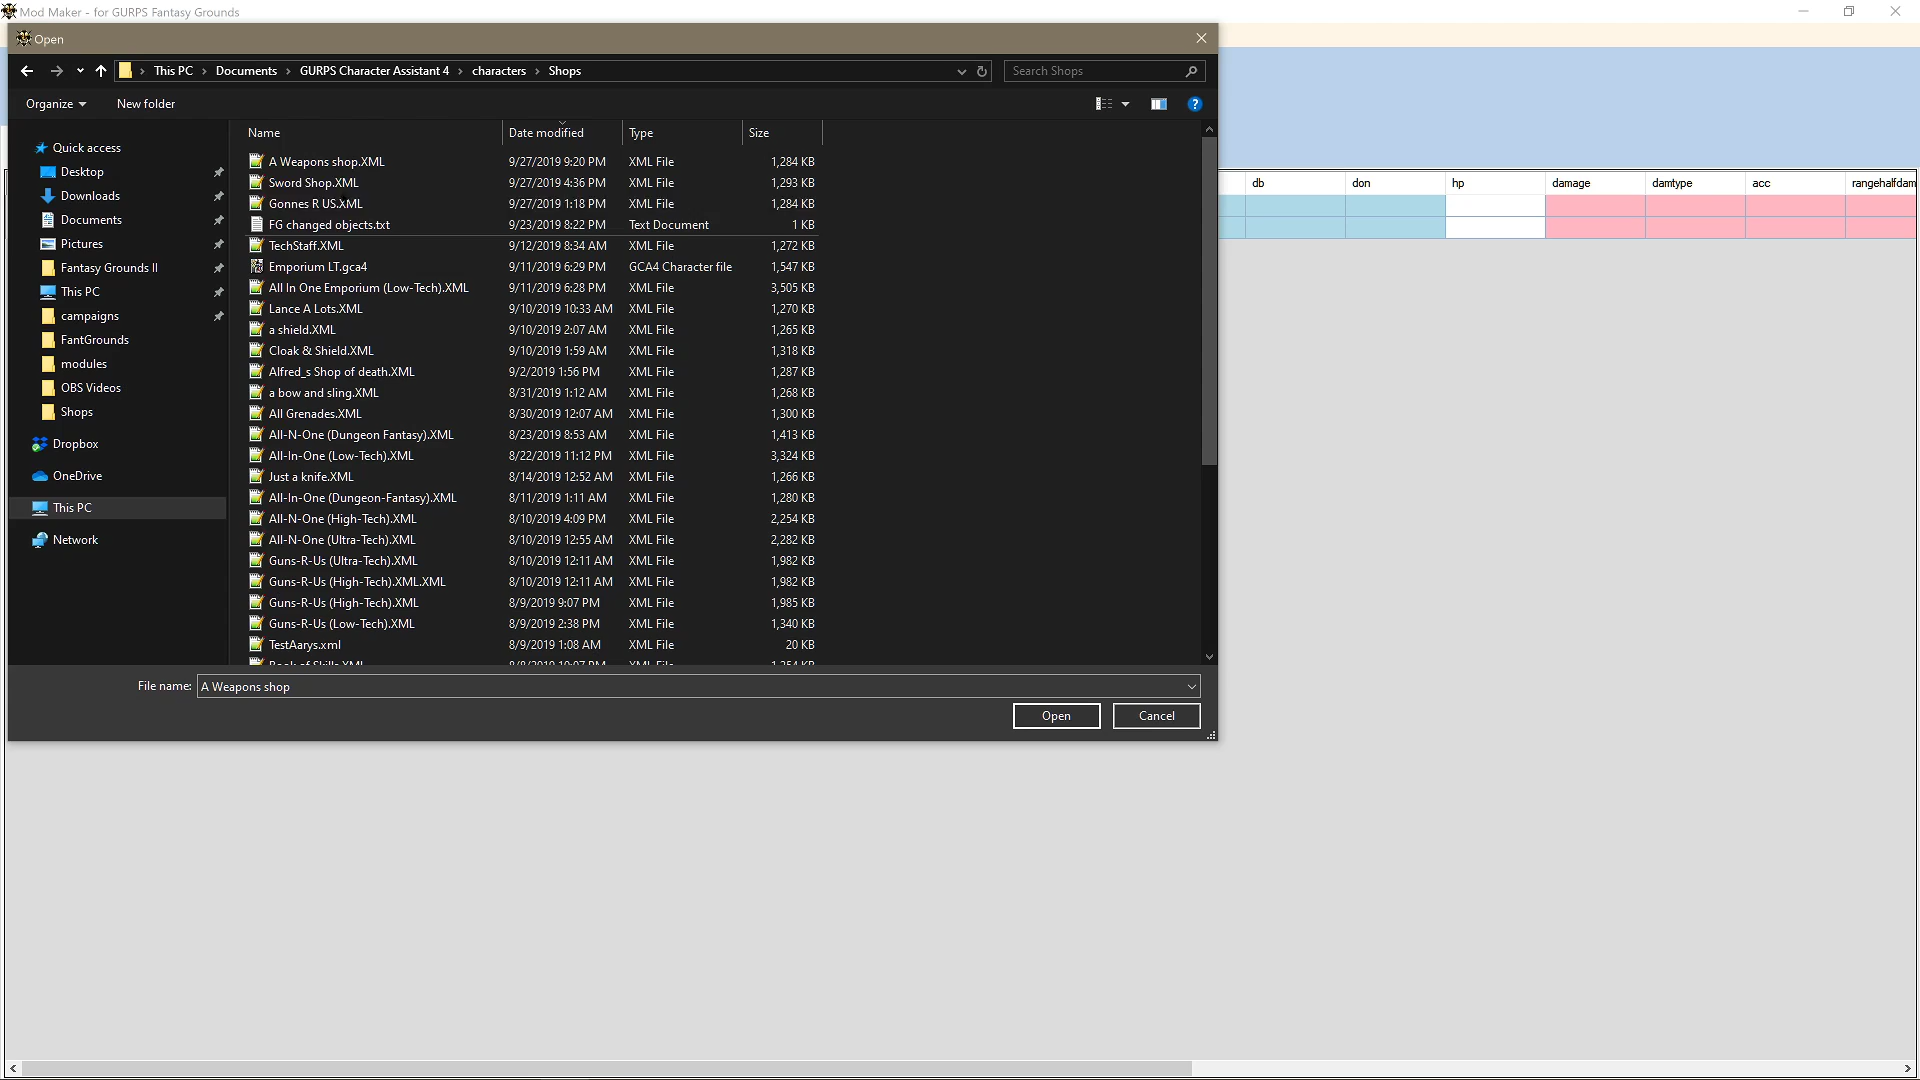 Mod Maker - for GURPS Fantasy Grounds
Open
This PC > Documents > GURPS Character Assistant 4 > characters > Shops
Search Shops
Organize
New folder
?
Name Date modified Type Size
Quick access
Desktop
Downloads
Documents
Pictures
Fantasy Grounds II
This PC
campaigns
FantGrounds
modules
OBS Videos
Shops
Dropbox
OneDrive
This PC
Network
A Weapons shop.XML 9/27/2019 9:20 PM XML File 1,284 KB
Sword Shop.XML 9/27/2019 4:36 PM XML File 1,293 KB
Gonnes R US.XML 9/27/2019 1:18 PM XML File 1,284 KB
FG changed objects.txt 9/23/2019 8:22 PM Text Document 1 KB
TechStaff.XML 9/12/2019 8:34 AM XML File 1,272 KB
Emporium LT.gca4 9/11/2019 6:29 PM GCA4 Character file 1,547 KB
All In One Emporium (Low-Tech).XML 9/11/2019 6:28 PM XML File 3,505 KB
Lance A Lots.XML 9/10/2019 10:33 AM XML File 1,270 KB
a shield.XML 9/10/2019 2:07 AM XML File 1,265 KB
Cloak & Shield.XML 9/10/2019 1:59 AM XML File 1,318 KB
Alfred_s Shop of death.XML 9/2/2019 1:56 PM XML File 1,287 KB
a bow and sling.XML 8/31/2019 1:12 AM XML File 1,268 KB
All Grenades.XML 8/30/2019 12:07 AM XML File 1,300 KB
All-N-One (Dungeon Fantasy).XML 8/23/2019 8:53 AM XML File 1,413 KB
All-In-One (Low-Tech).XML 8/22/2019 11:12 PM XML File 3,324 KB
Just a knife.XML 8/14/2019 12:52 AM XML File 1,266 KB
All-In-One (Dungeon-Fantasy).XML 8/11/2019 1:11 AM XML File 1,280 KB
All-N-One (High-Tech).XML 8/10/2019 4:09 PM XML File 2,254 KB
All-N-One (Ultra-Tech).XML 8/10/2019 12:55 AM XML File 2,282 KB
Guns-R-Us (Ultra-Tech).XML 8/10/2019 12:11 AM XML File 1,982 KB
Guns-R-Us (High-Tech).XML.XML 8/10/2019 12:11 AM XML File 1,982 KB
Guns-R-Us (High-Tech).XML 8/9/2019 9:07 PM XML File 1,985 KB
Guns-R-Us (Low-Tech).XML 8/9/2019 2:38 PM XML File 1,340 KB
TestAarys.xml 8/9/2019 1:08 AM XML File 20 KB
Book of Skills.XML 8/8/2019 10:07 PM XML File 1,254 KB
File name: A Weapons shop
Open Cancel
db don hp damage damtype acc rangehalfdam